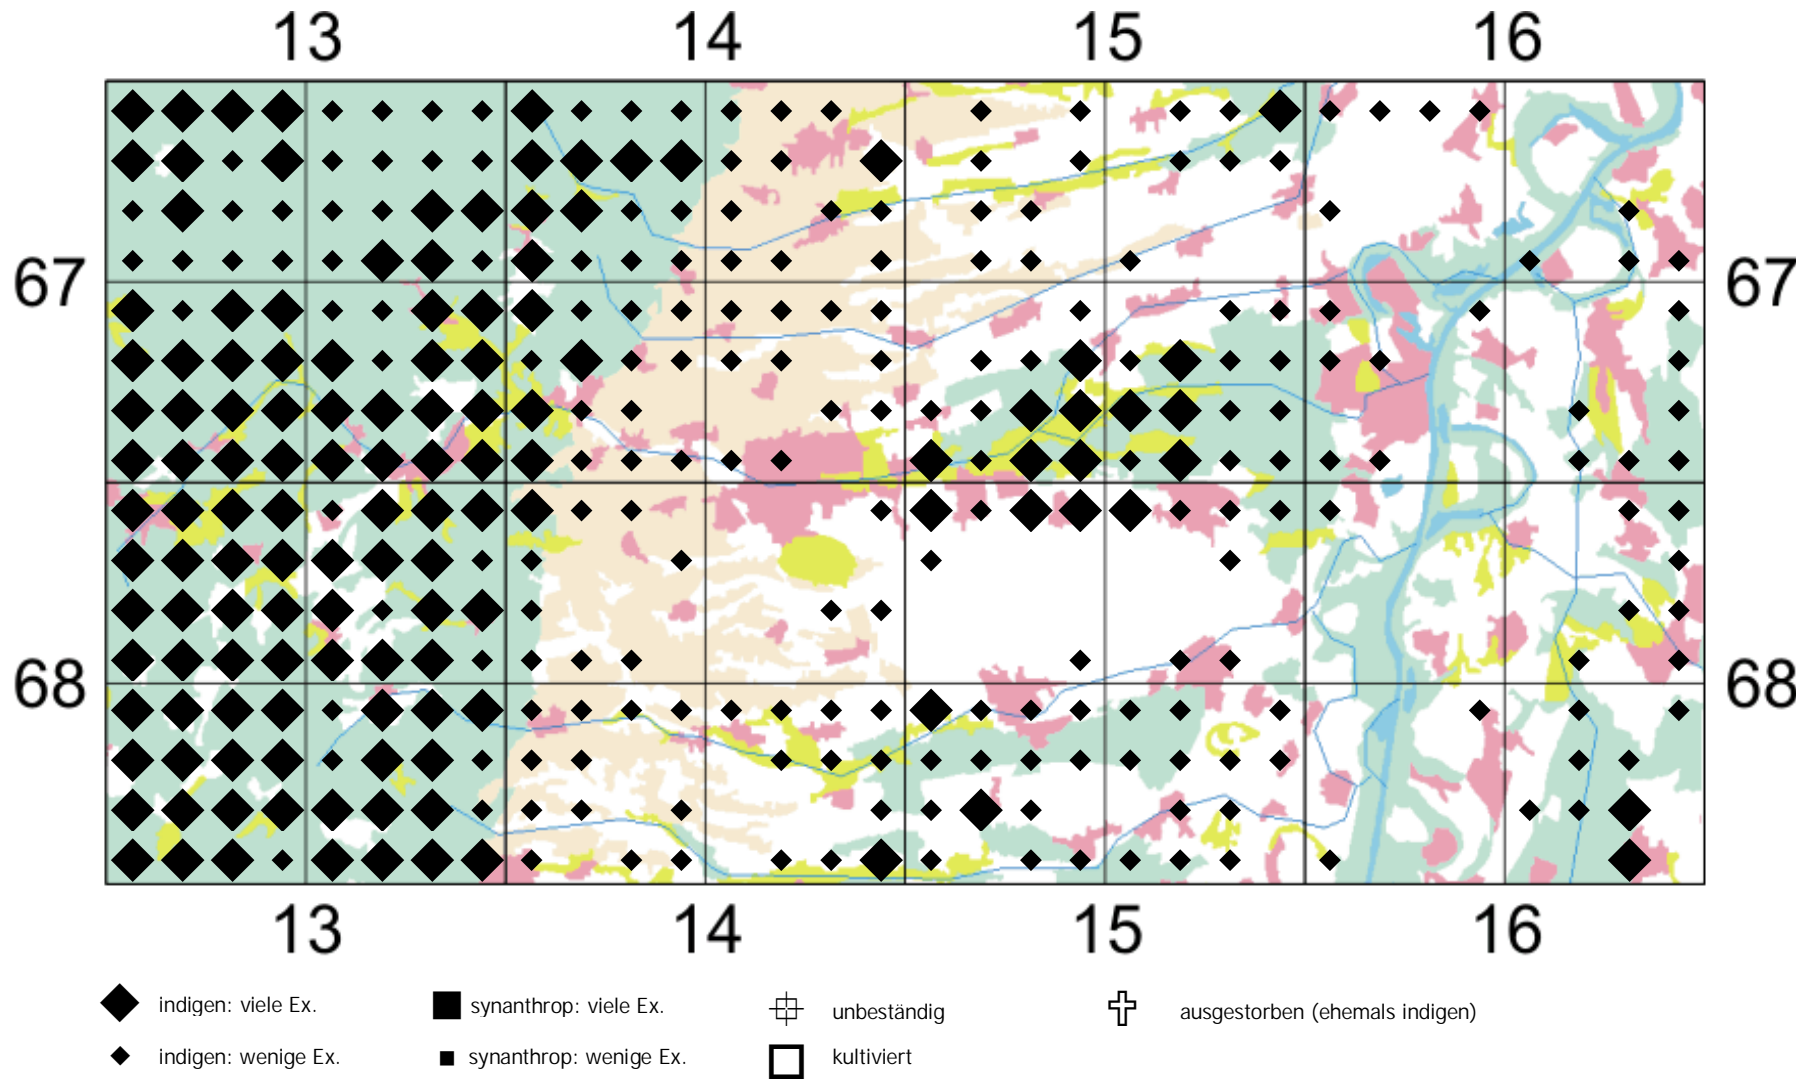 13 14 15 16
67 67
68 68
13 14 15 16
indigen: viele Ex. synanthrop: viele Ex. unbeständig ausgestorben (ehemals indigen)
indigen: wenige Ex. synanthrop: wenige Ex. kultiviert